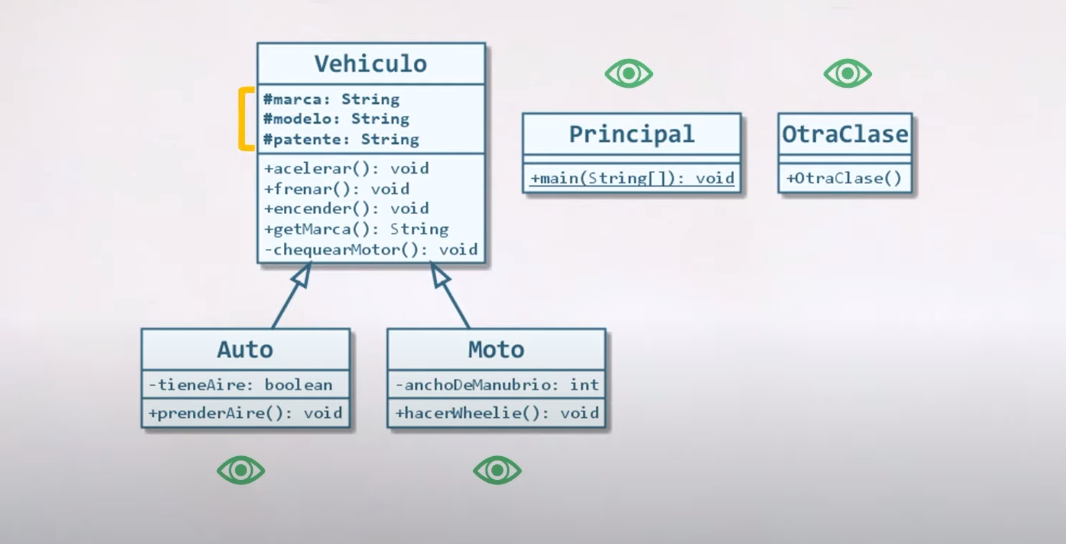 Vehiculo
#marca: String
#modelo: String
#patente: String
+acelerar(): void
+frenar(): void
+encender(): void
+getMarca(): String
-chequearMotor(): void
Principal
+main(String[]): void
OtraClase
+OtraClase()
Auto
-tieneAire: boolean
+prenderAire(): void
Moto
-anchoDeManubrio: int
+hacerWheelie(): void